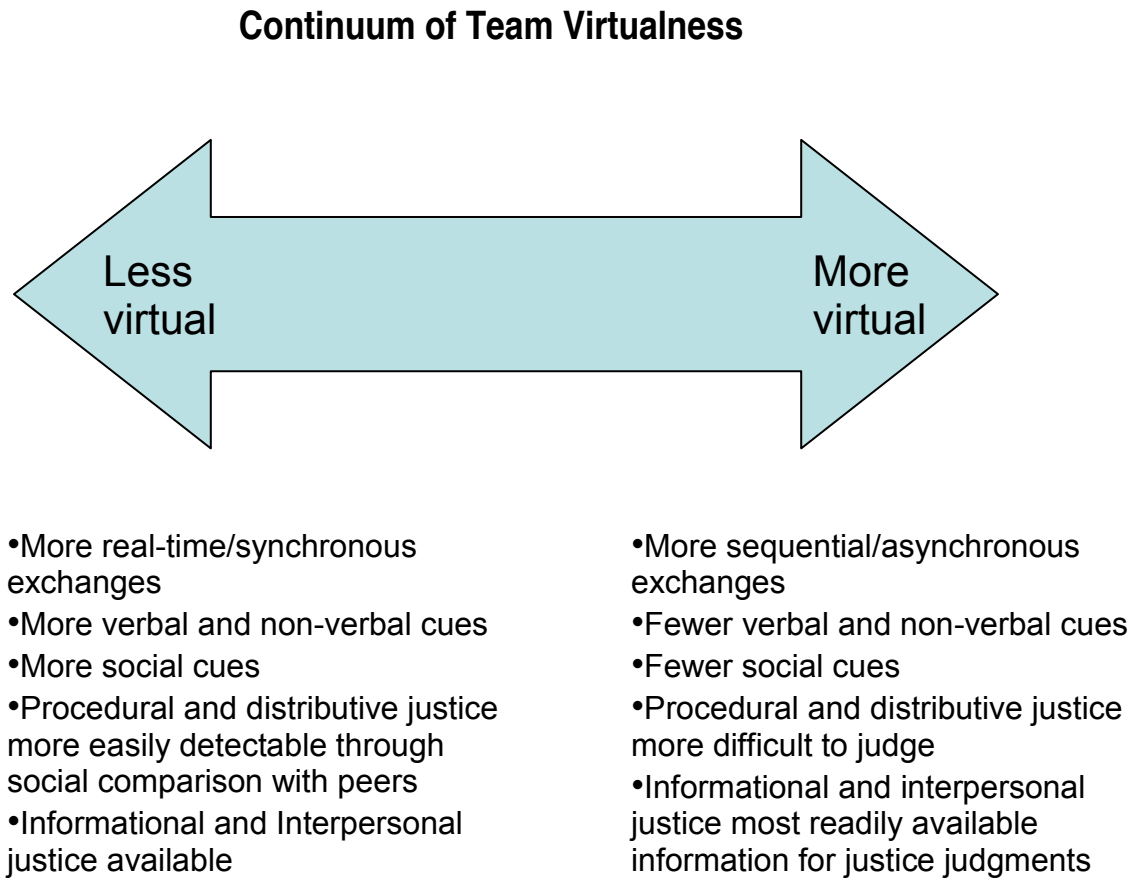 Continuum of Team Virtualness
Less
virtual
More
virtual
•More real-time/synchronous
exchanges
•More verbal and non-verbal cues
•More social cues
•Procedural and distributive justice
more easily detectable through
social comparison with peers
•Informational and Interpersonal
justice available
•More sequential/asynchronous
exchanges
•Fewer verbal and non-verbal cues
•Fewer social cues
•Procedural and distributive justice
more difficult to judge
•Informational and interpersonal
justice most readily available
information for justice judgments